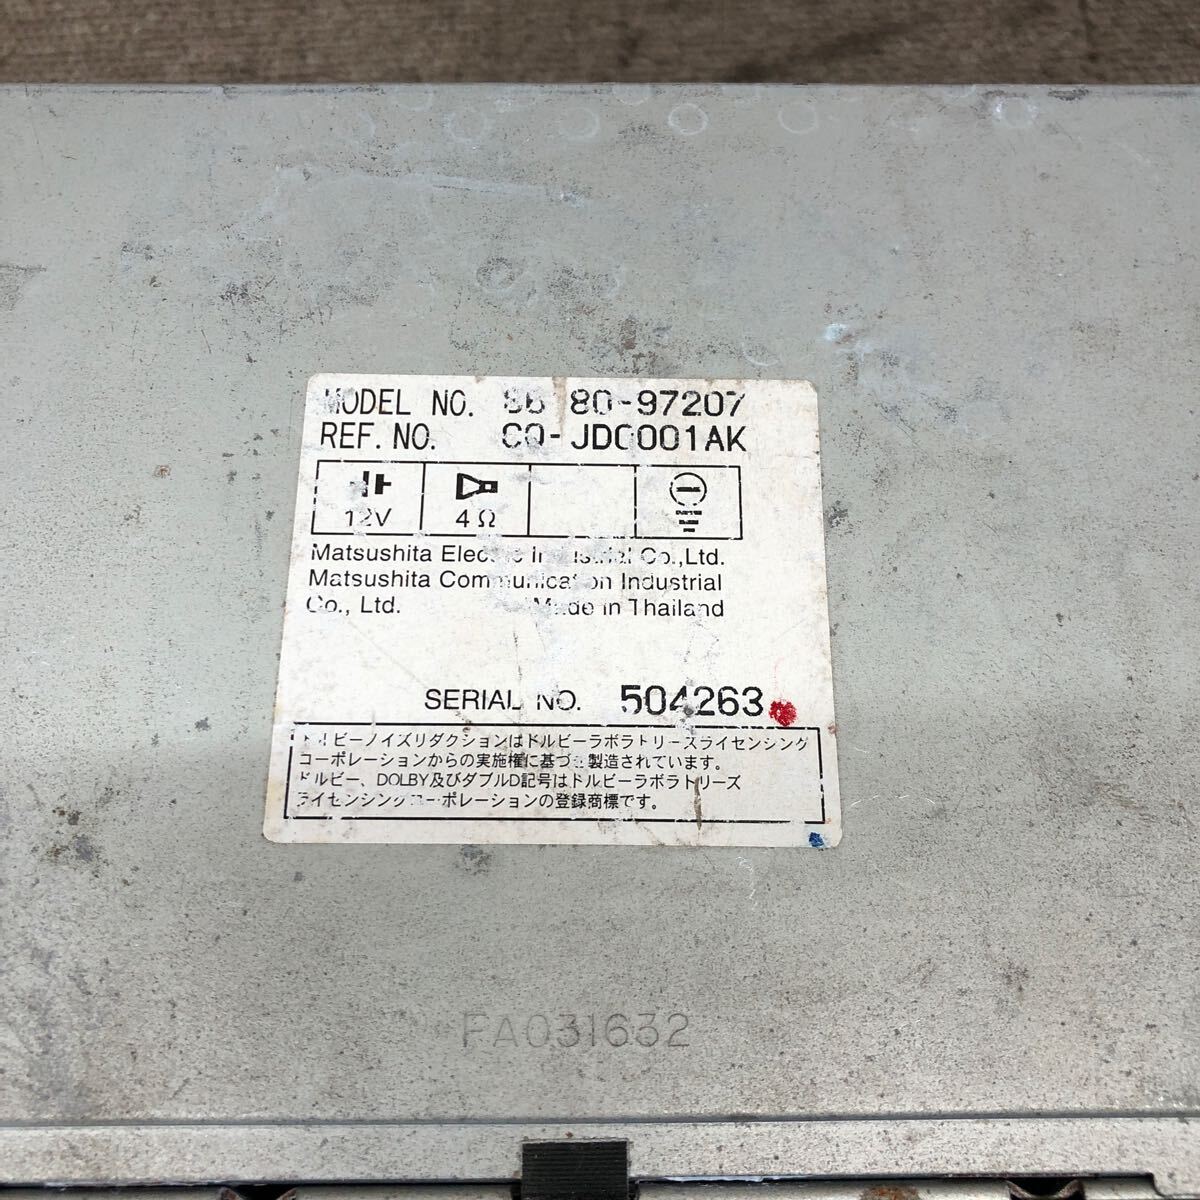 MODEL NO. 86180-97207
REF. NO. CQ-JD0001AK
12V 4Ω
Matsushita Electric Industrial Co.,Ltd.
Matsushita Communication Industrial
Co., Ltd. Made in Thailand
SERIAL NO. 504263
ドルビーノイズリダクションはドルビーラボラトリーズライセンシング
コーポレーションからの実施権に基づき製造されています。
ドルビー、DOLBY及びダブルD記号はドルビーラボラトリーズ
ライセンシングコーポレーションの登録商標です。
FA031632